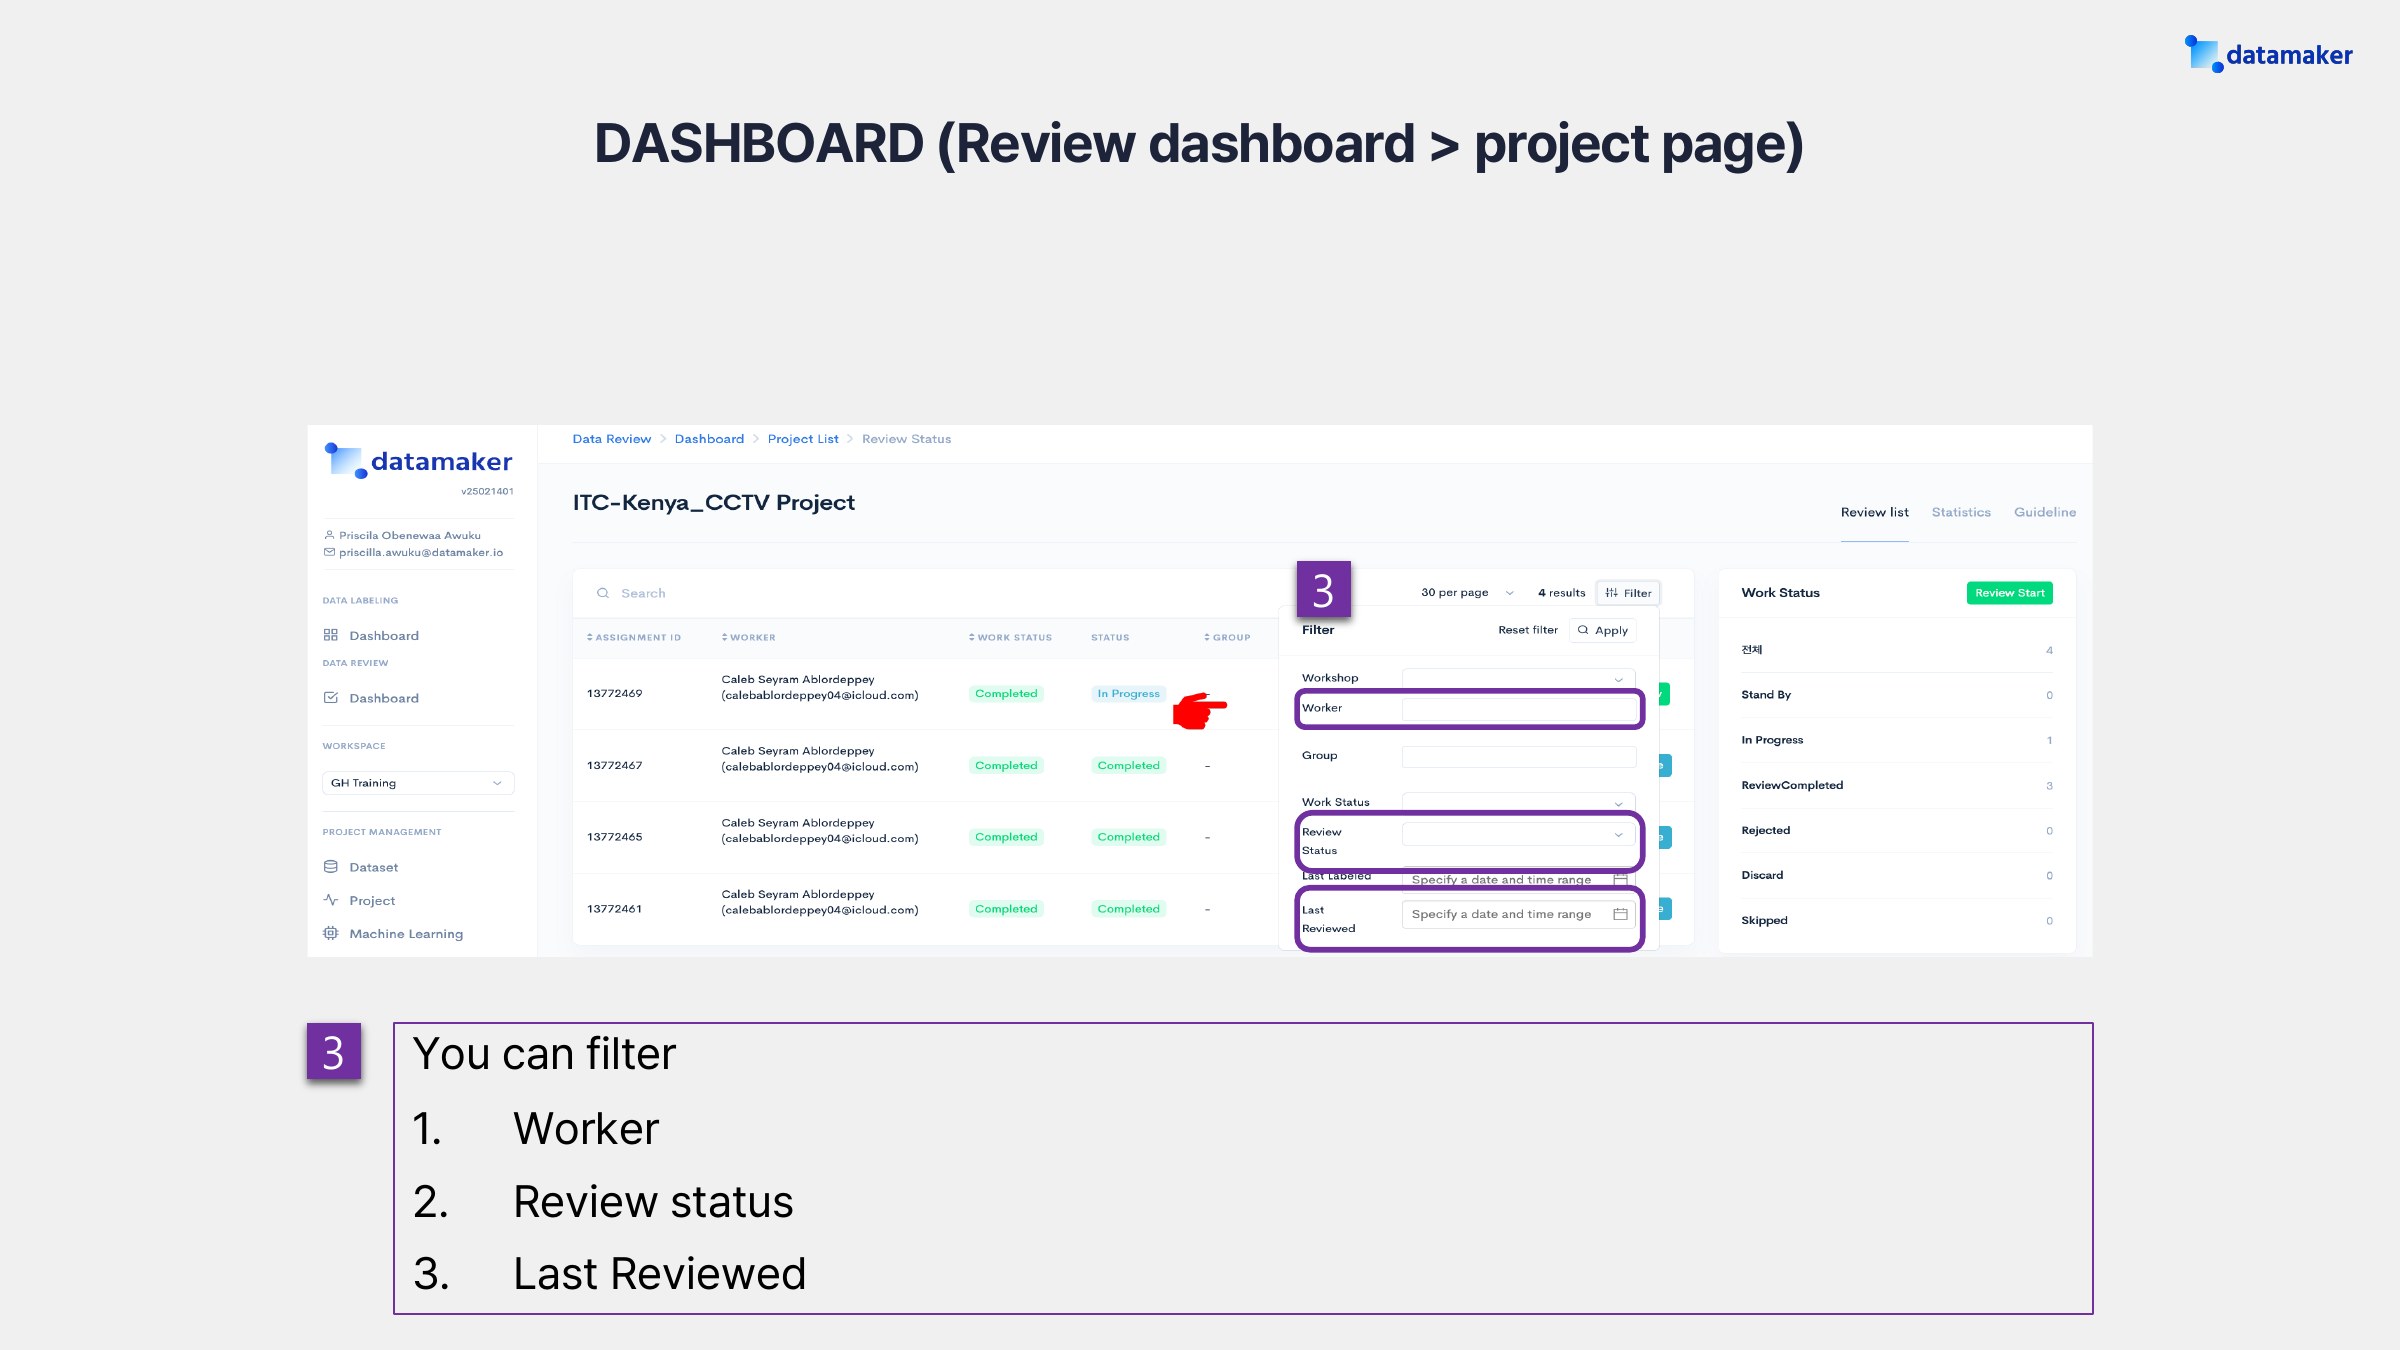 datamaker
DASHBOARD (Review dashboard > project page)
datamaker
v25021401
Priscila Obenewaa Awuku
priscilla.awuku@datamaker.io
DATA LABELING
Dashboard
DATA REVIEW
Dashboard
WORKSPACE
GH Training
PROJECT MANAGEMENT
Dataset
Project
Machine Learning
Data Review > Dashboard > Project List > Review Status
ITC-Kenya_CCTV Project
Review list Statistics Guideline
Search
30 per page 4 results Filter
ASSIGNMENT ID WORKER WORK STATUS STATUS GROUP
13772469 Caleb Seyram Ablordeppey Completed In Progress -
(calebablordeppey04@icloud.com)
13772467 Caleb Seyram Ablordeppey Completed Completed -
(calebablordeppey04@icloud.com)
13772465 Caleb Seyram Ablordeppey Completed Completed -
(calebablordeppey04@icloud.com)
13772461 Caleb Seyram Ablordeppey Completed Completed -
(calebablordeppey04@icloud.com)
3
Filter Reset filter Apply
Workshop
Worker
Group
Work Status
Review
Status
Last Labeled Specify a date and time range
Last
Reviewed Specify a date and time range
Work Status Review Start
전체 4
Stand By 0
In Progress 1
ReviewCompleted 3
Rejected 0
Discard 0
Skipped 0
3
You can filter
1. Worker
2. Review status
3. Last Reviewed